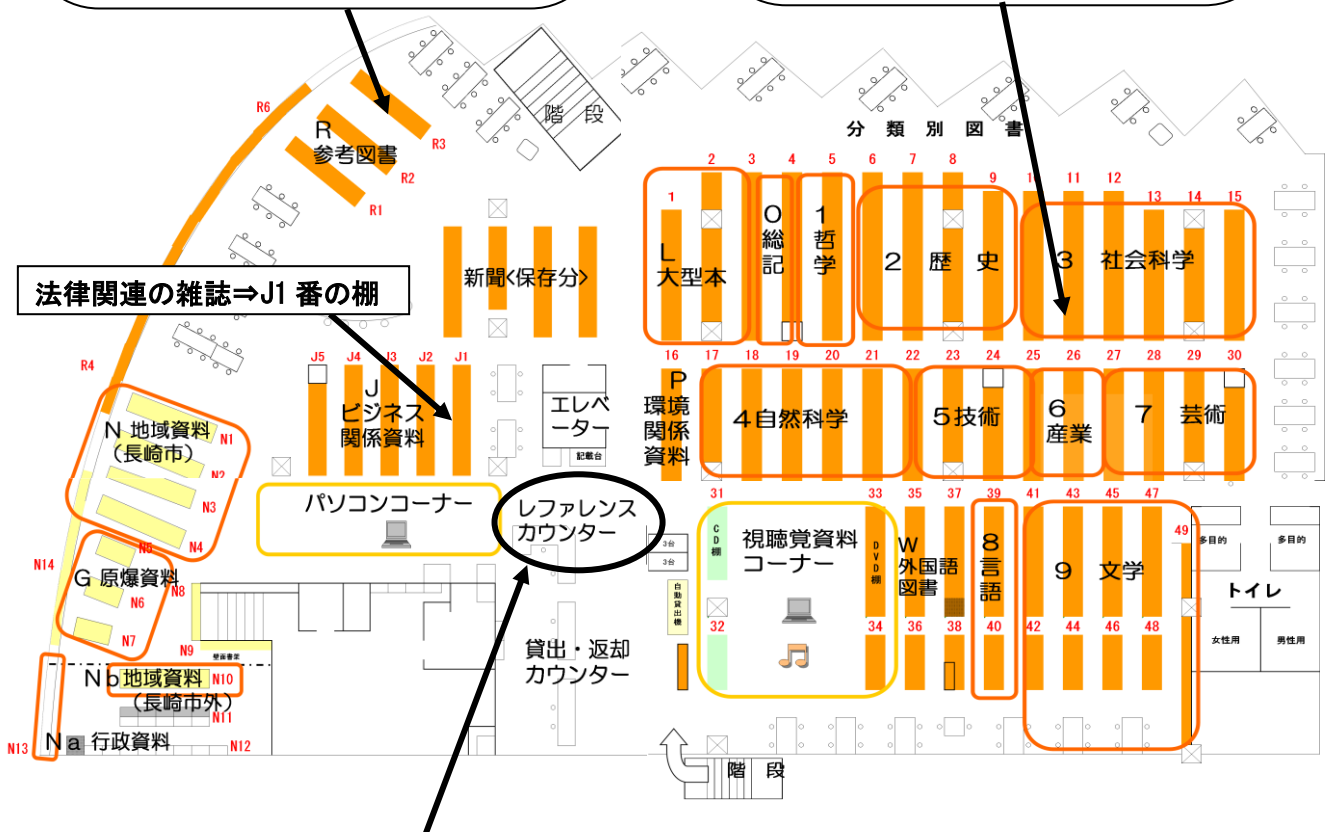 階 段
分 類 別 図 書
R6
R
参考図書
R3
R2
R1
2
3
4
5
6
7
8
9
10
11
12
13
14
15
1
L
大型本
0
総
記
1
哲
学
2 歴 史
3 社会科学
新聞<保存分>
法律関連の雑誌⇒J1 番の棚
R4
J5
J4
J3
J2
J1
J
ビジネス
関係資料
エレベ
ーター
記載台
16
17
18
19
20
21
22
23
24
25
26
27
28
29
30
P
環境
関係
資料
4自然科学
5技術
6
産業
7 芸術
N 地域資料
(長崎市)
N1
N2
N3
N4
パソコンコーナー
レファレンス
カウンター
3台
3台
自動貸出機
31
CD棚
32
視聴覚資料
コーナー
33
DVD棚
34
35
36
37
38
W
外国語
図書
39
8
言
語
40
41
42
43
44
45
46
47
48
9 文学
49
多目的
多目的
トイレ
女性用
男性用
N14
N5
G 原爆資料
N6
N7
N8
N9
壁面書架
Nb地域資料
(長崎市外)
N10
N11
N12
N13
Na 行政資料
貸出・返却
カウンター
階 段